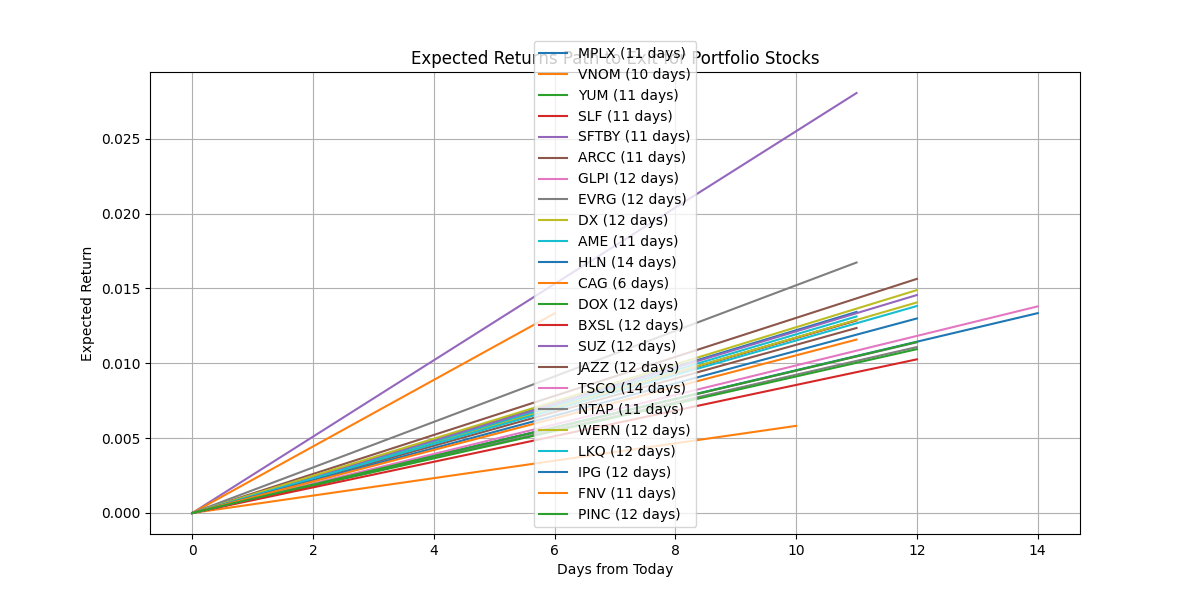 Expected Returns Path to Exit for Portfolio Stocks
MPLX (11 days)
VNOM (10 days)
YUM (11 days)
SLF (11 days)
SFTBY (11 days)
ARCC (11 days)
GLPI (12 days)
EVRG (12 days)
DX (12 days)
AME (11 days)
HLN (14 days)
CAG (6 days)
DOX (12 days)
BXSL (12 days)
SUZ (12 days)
JAZZ (12 days)
TSCO (14 days)
NTAP (11 days)
WERN (12 days)
LKQ (12 days)
IPG (12 days)
FNV (11 days)
PINC (12 days)
Expected Return
0.025
0.020
0.015
0.010
0.005
0.000
0 2 4 6 8 10 12 14
Days from Today